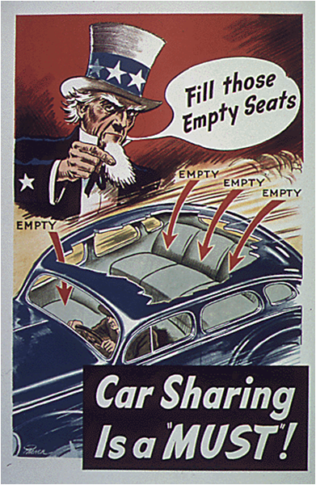 Fill those
Empty Seats
EMPTY
EMPTY
EMPTY
EMPTY
Car Sharing
Is a "MUST"!